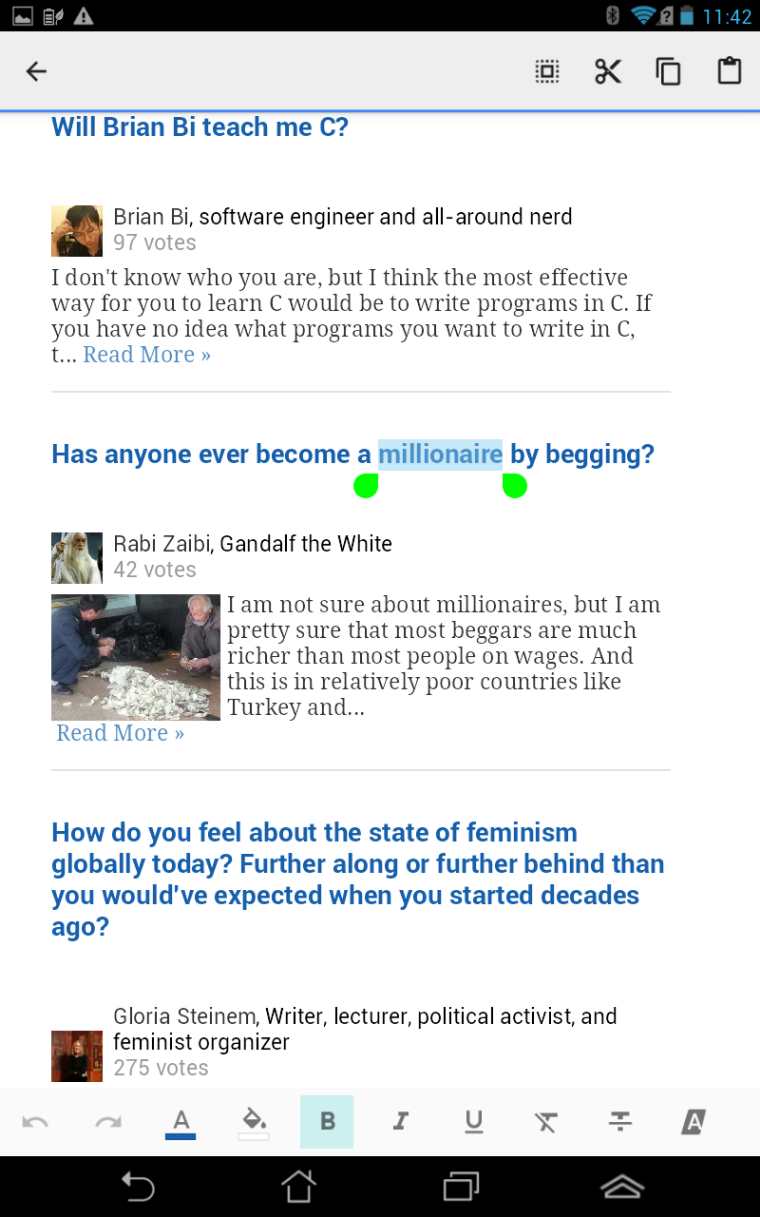 11:42
Will Brian Bi teach me C?
Brian Bi, software engineer and all-around nerd
97 votes
I don't know who you are, but I think the most effective
way for you to learn C would be to write programs in C. If
you have no idea what programs you want to write in C,
t... Read More »
Has anyone ever become a millionaire by begging?
Rabi Zaibi, Gandalf the White
42 votes
I am not sure about millionaires, but I am
pretty sure that most beggars are much
richer than most people on wages. And
this is in relatively poor countries like
Turkey and...
Read More »
How do you feel about the state of feminism
globally today? Further along or further behind than
you would've expected when you started decades
ago?
Gloria Steinem, Writer, lecturer, political activist, and
feminist organizer
275 votes
A B I U T S A